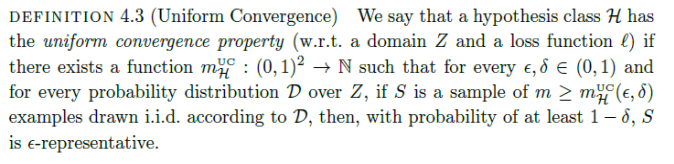 DEFINITION 4.3 (Uniform Convergence) We say that a hypothesis class ℋ has
the uniform convergence property (w.r.t. a domain Z and a loss function ℓ) if
there exists a function m_ℋ^UC : (0, 1)² → ℕ such that for every ϵ, δ ∈ (0, 1) and
for every probability distribution 𝒟 over Z, if S is a sample of m ≥ m_ℋ^UC(ϵ, δ)
examples drawn i.i.d. according to 𝒟, then, with probability of at least 1 − δ, S
is ϵ-representative.